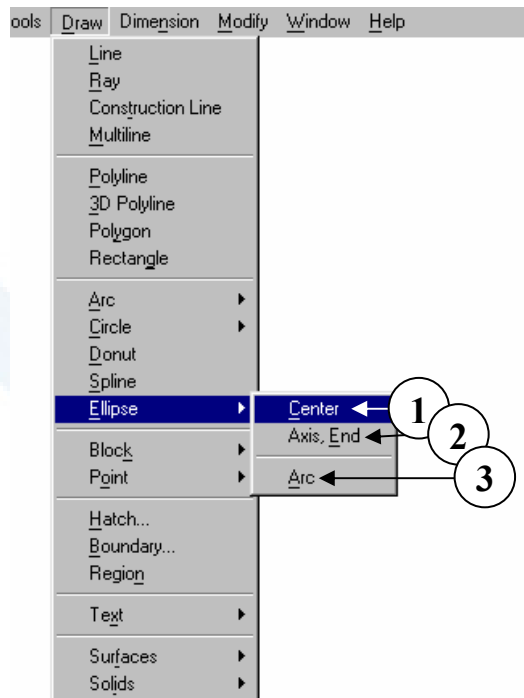 ools Draw Dimension Modify Window Help
Line
Ray
Construction Line
Multiline
Polyline
3D Polyline
Polygon
Rectangle
Arc
Circle
Donut
Spline
Ellipse
Center 1
Axis, End 2
Arc 3
Block
Point
Hatch...
Boundary...
Region
Text
Surfaces
Solids